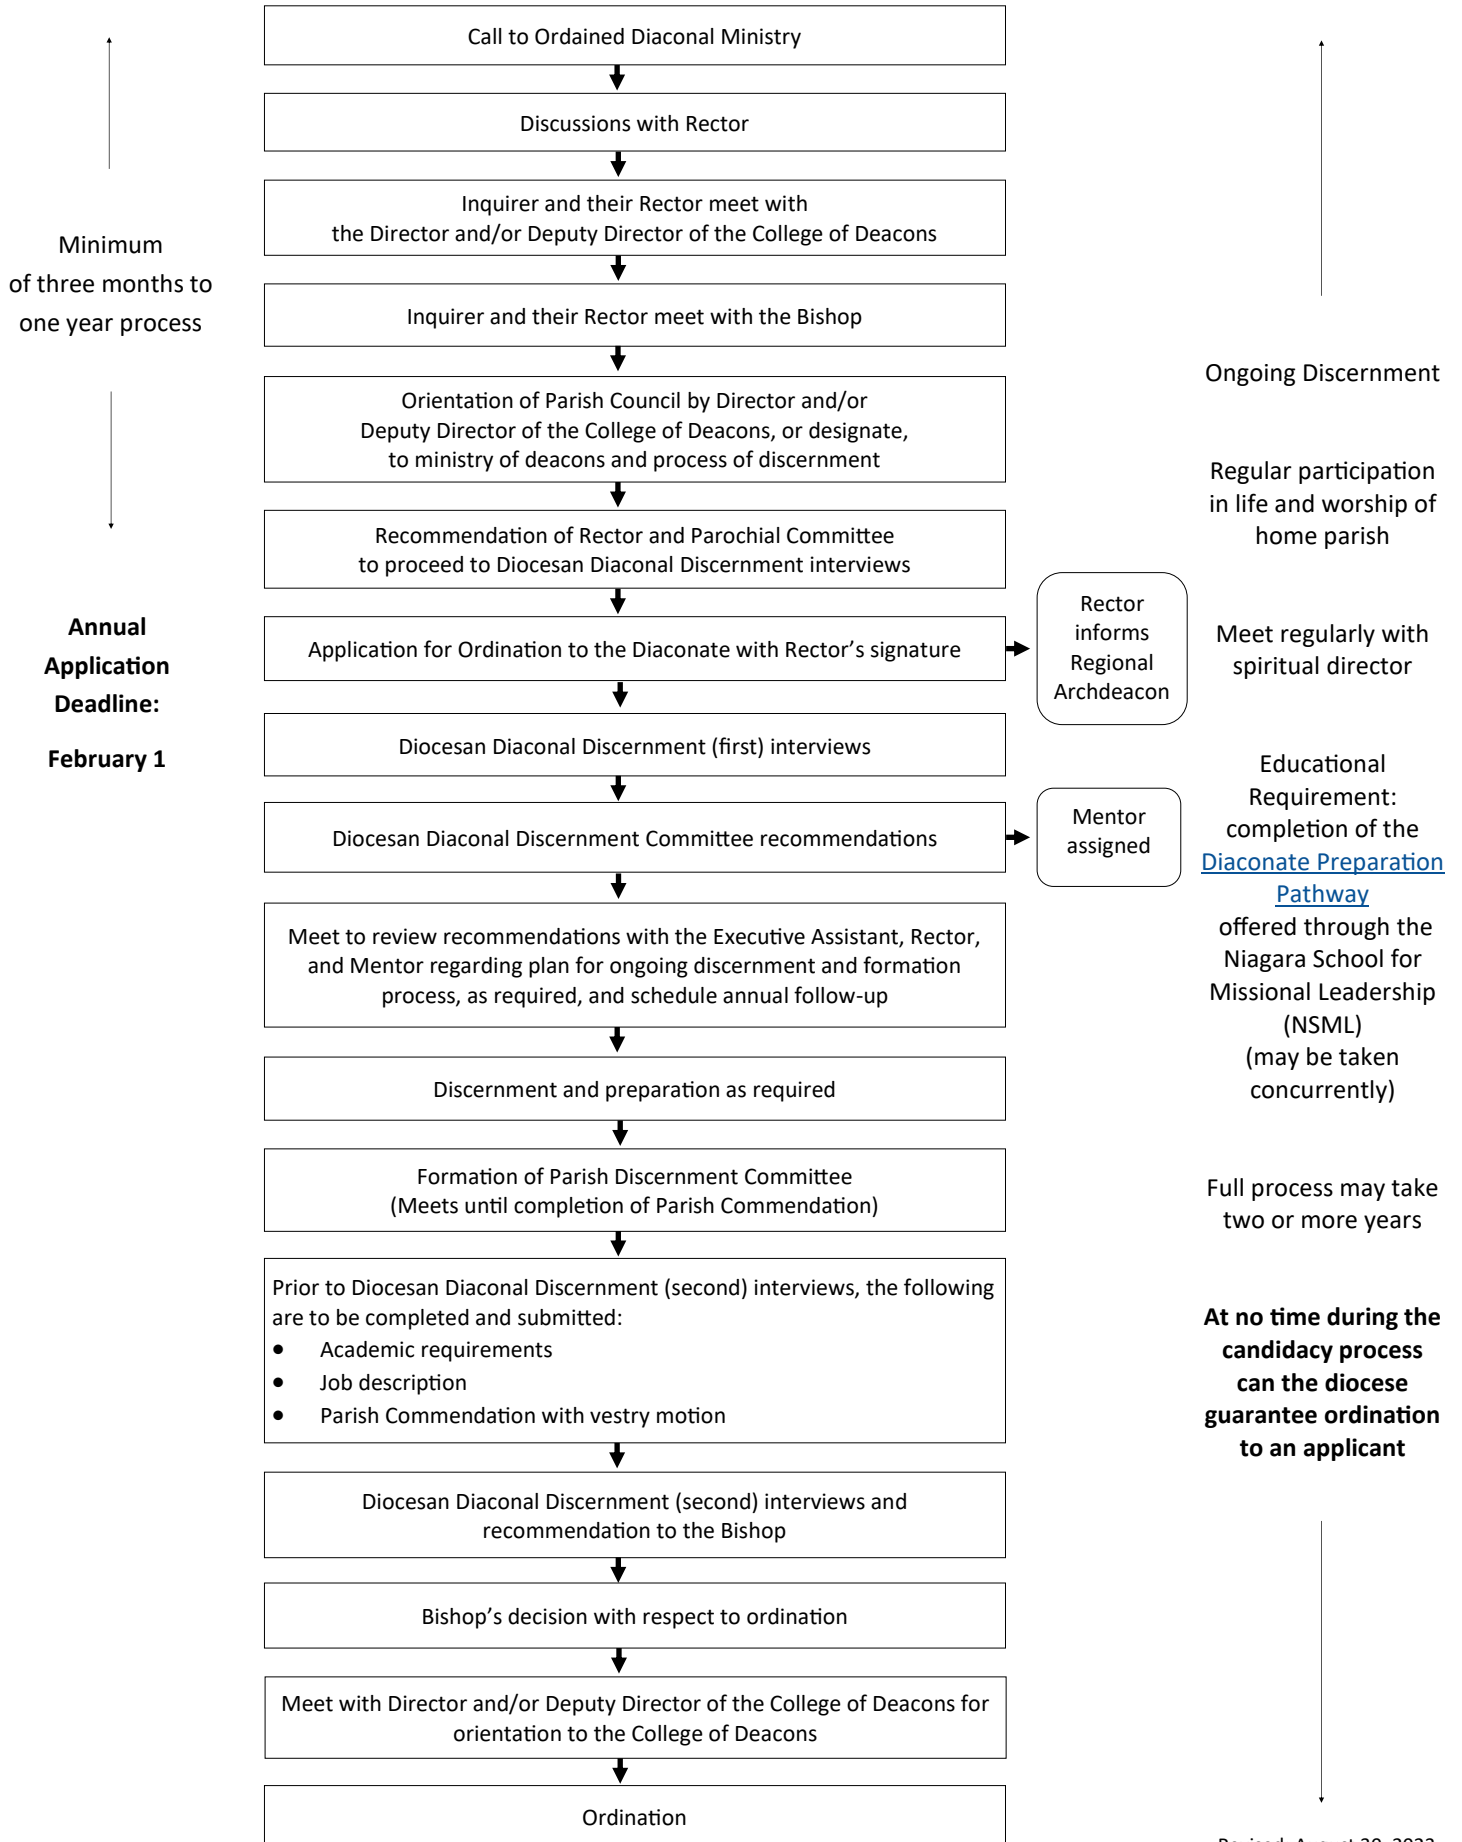 Call to Ordained Diaconal Ministry
Discussions with Rector
Inquirer and their Rector meet with
the Director and/or Deputy Director of the College of Deacons
Inquirer and their Rector meet with the Bishop
Orientation of Parish Council by Director and/or
Deputy Director of the College of Deacons, or designate,
to ministry of deacons and process of discernment
Recommendation of Rector and Parochial Committee
to proceed to Diocesan Diaconal Discernment interviews
Application for Ordination to the Diaconate with Rector’s signature
Rector
informs
Regional
Archdeacon
Diocesan Diaconal Discernment (first) interviews
Diocesan Diaconal Discernment Committee recommendations
Mentor
assigned
Meet to review recommendations with the Executive Assistant, Rector,
and Mentor regarding plan for ongoing discernment and formation
process, as required, and schedule annual follow-up
Discernment and preparation as required
Formation of Parish Discernment Committee
(Meets until completion of Parish Commendation)
Prior to Diocesan Diaconal Discernment (second) interviews, the following
are to be completed and submitted:
• Academic requirements
• Job description
• Parish Commendation with vestry motion
Diocesan Diaconal Discernment (second) interviews and
recommendation to the Bishop
Bishop’s decision with respect to ordination
Meet with Director and/or Deputy Director of the College of Deacons for
orientation to the College of Deacons
Ordination
Minimum
of three months to
one year process
Annual
Application
Deadline:
February 1
Ongoing Discernment
Regular participation
in life and worship of
home parish
Meet regularly with
spiritual director
Educational
Requirement:
completion of the
Diaconate Preparation
Pathway
offered through the
Niagara School for
Missional Leadership
(NSML)
(may be taken
concurrently)
Full process may take
two or more years
At no time during the
candidacy process
can the diocese
guarantee ordination
to an applicant